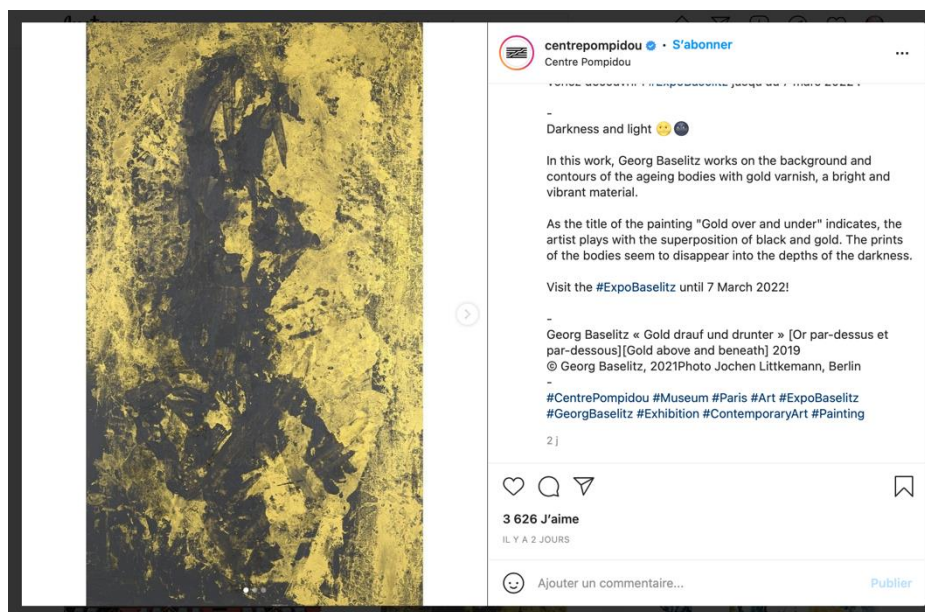 centrepompidou • S'abonner
Centre Pompidou
-
Darkness and light 🌝🌚
In this work, Georg Baselitz works on the background and
contours of the ageing bodies with gold varnish, a bright and
vibrant material.
As the title of the painting "Gold over and under" indicates, the
artist plays with the superposition of black and gold. The prints
of the bodies seem to disappear into the depths of the darkness.
Visit the #ExpoBaselitz until 7 March 2022!
-
Georg Baselitz « Gold drauf und drunter » [Or par-dessus et
par-dessous][Gold above and beneath] 2019
© Georg Baselitz, 2021Photo Jochen Littkemann, Berlin
-
#CentrePompidou #Museum #Paris #Art #ExpoBaselitz
#GeorgBaselitz #Exhibition #ContemporaryArt #Painting
2 j
3 626 J'aime
IL Y A 2 JOURS
Ajouter un commentaire...
Publier